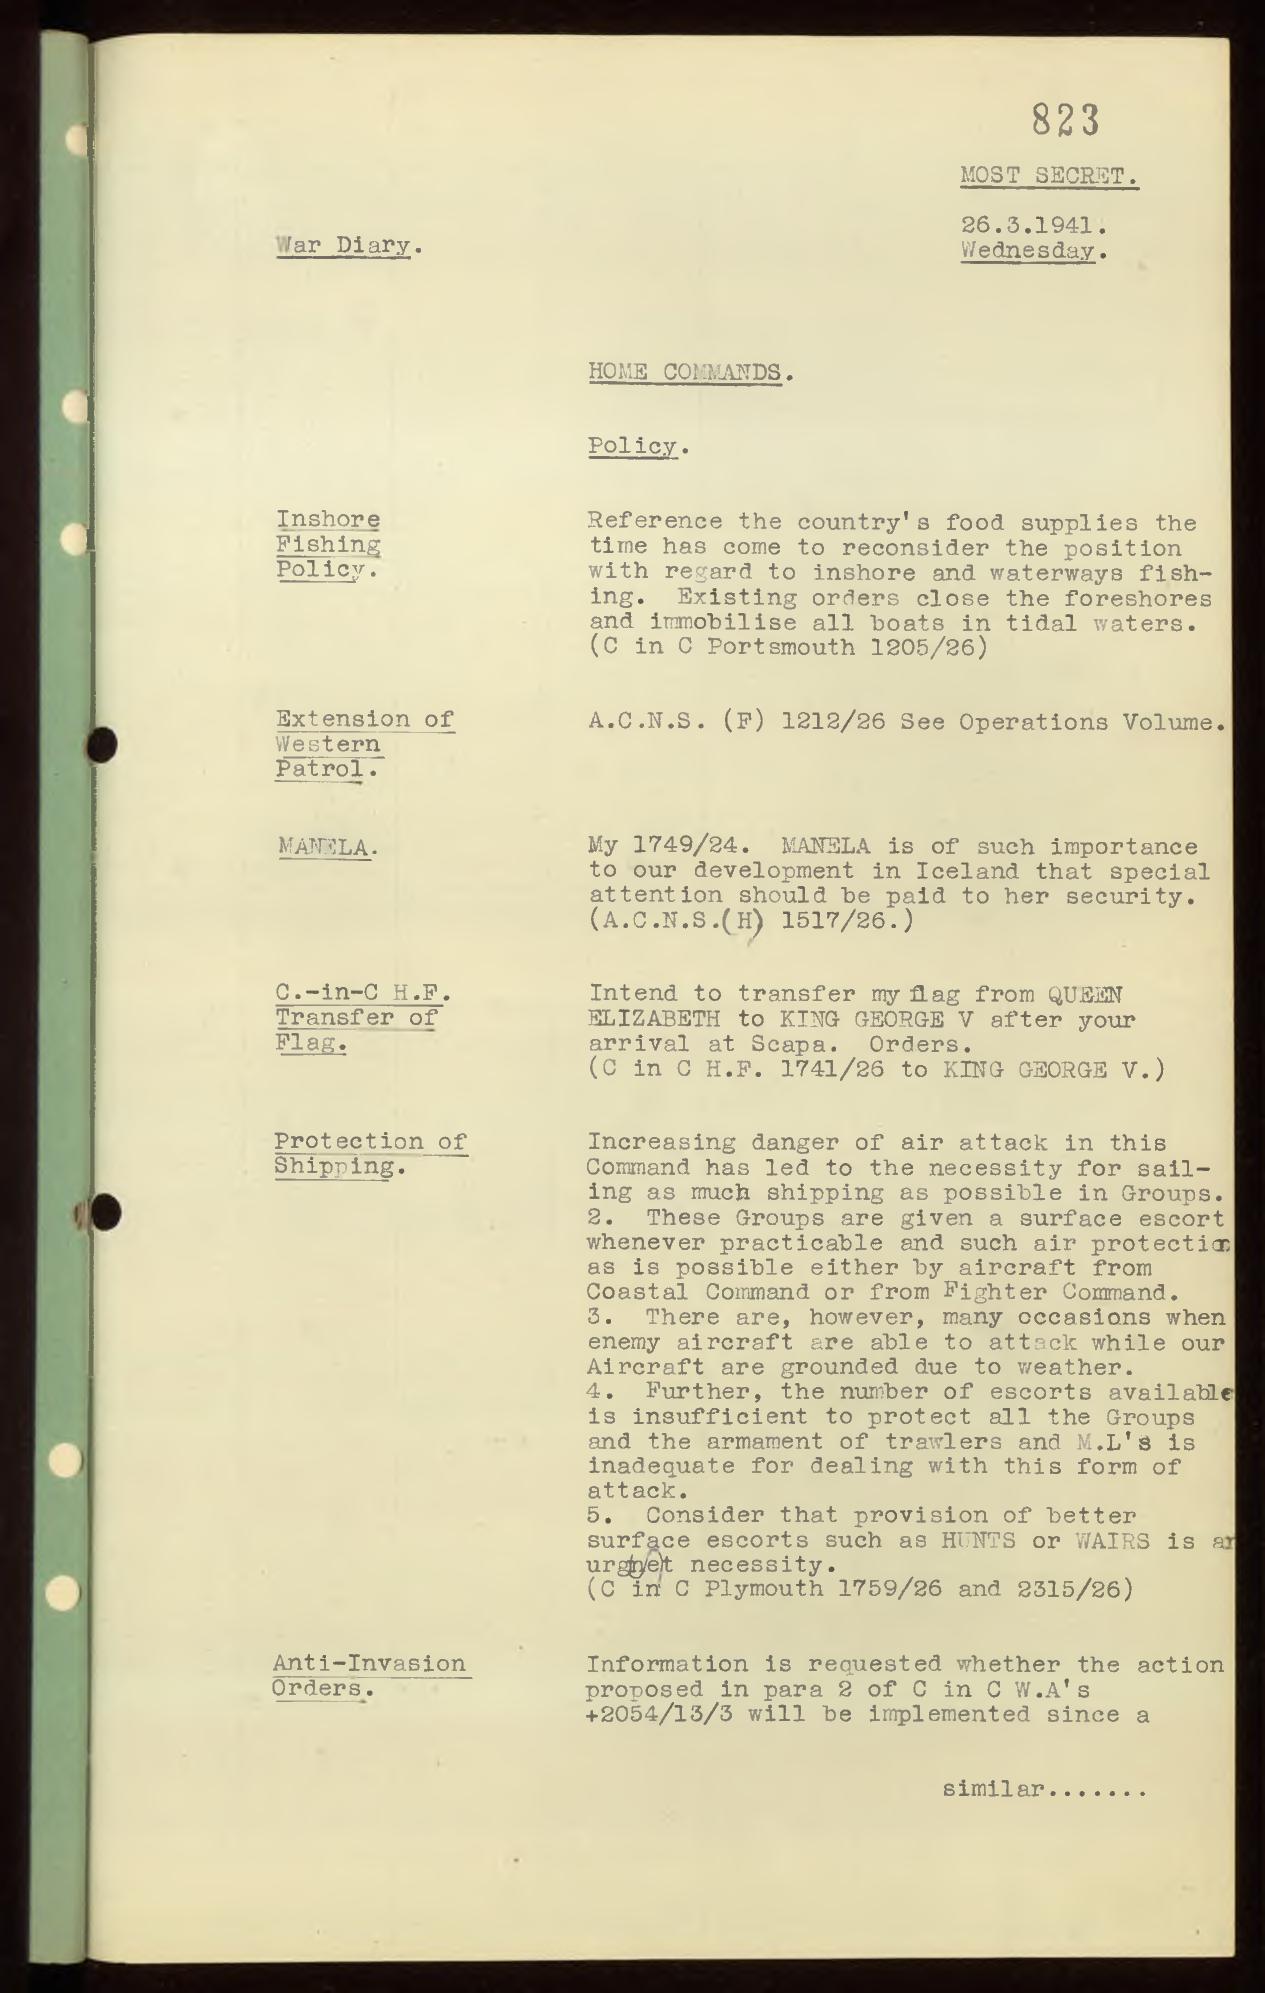 823
MOST SECRET.
26.3.1941.
War Diary.
Wednesday.
HOME COMMANDS.
Policy.
Inshore
Fishing
Policy.
Reference the country's food supplies the
time has come to reconsider the position
with regard to inshore and waterways fish-
ing. Existing orders close the foreshores
and immobilise all boats in tidal waters.
(C in C Portsmouth 1205/26)
Extension of
Western
Patrol.
A.C.N.S. (F) 1212/26 See Operations Volume.
MANELA.
My 1749/24. MANELA is of such importance
to our development in Iceland that special
attention should be paid to her security.
(A.C.N.S.(H) 1517/26.)
C.-in-C H.F.
Transfer of
Flag.
Intend to transfer my flag from QUEEN
ELIZABETH to KING GEORGE V after your
arrival at Scapa. Orders.
(C in C H.F. 1741/26 to KING GEORGE V.)
Protection of
Shipping.
Increasing danger of air attack in this
Command has led to the necessity for sail-
ing as much shipping as possible in Groups.
2. These Groups are given a surface escort
whenever practicable and such air protection
as is possible either by aircraft from
Coastal Command or from Fighter Command.
3. There are, however, many occasions when
enemy aircraft are able to attack while our
Aircraft are grounded due to weather.
4. Further, the number of escorts available
is insufficient to protect all the Groups
and the armament of trawlers and M.L's is
inadequate for dealing with this form of
attack.
5. Consider that provision of better
surface escorts such as HUNTS or WAIRS is an
urgnet necessity.
(C in C Plymouth 1759/26 and 2315/26)
Anti-Invasion
Orders.
Information is requested whether the action
proposed in para 2 of C in C W.A's
+2054/13/3 will be implemented since a
similar.......